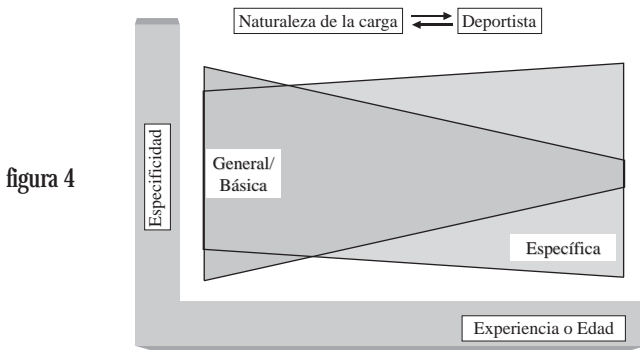 Naturaleza de la carga
Deportista
Especificidad
figura 4
General/
Básica
Específica
Experiencia o Edad